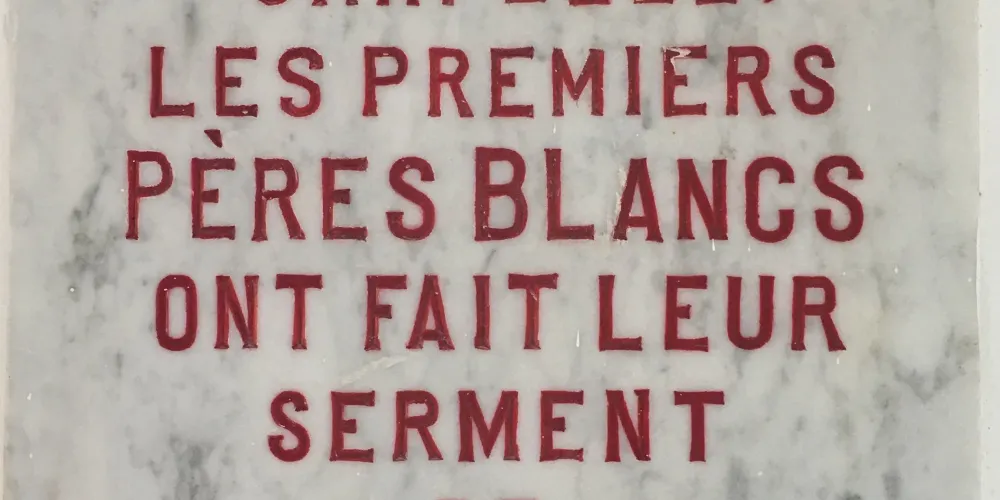 LES PREMIERS
PÈRES BLANCS
ONT FAIT LEUR
SERMENT